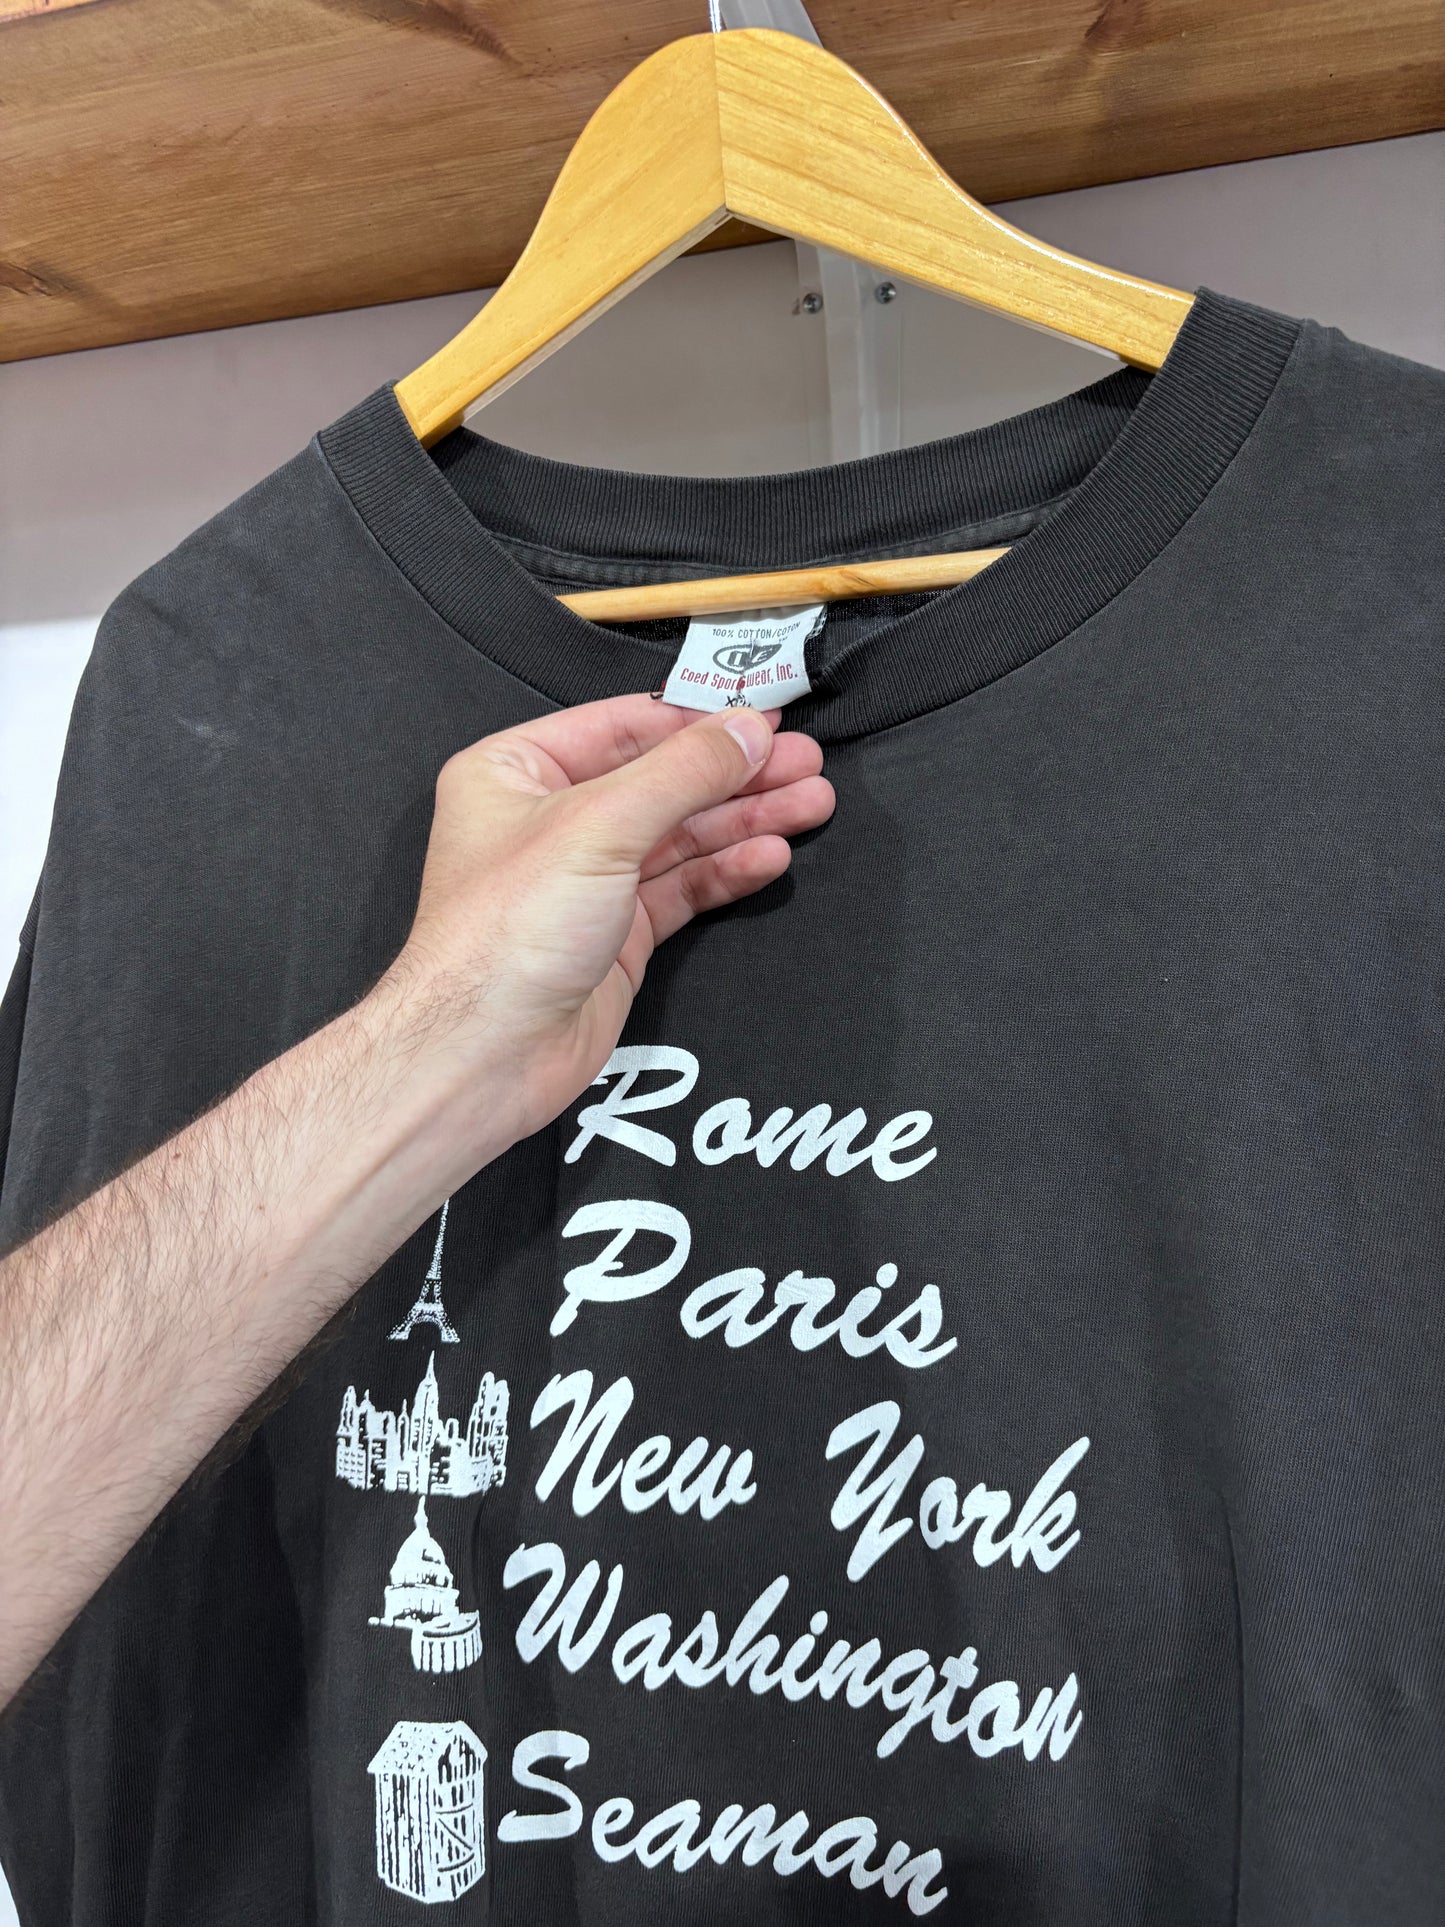 100% COTTON/COTON
Coed Sportswear, Inc.
Rome
Paris
New York
Washington
Seaman